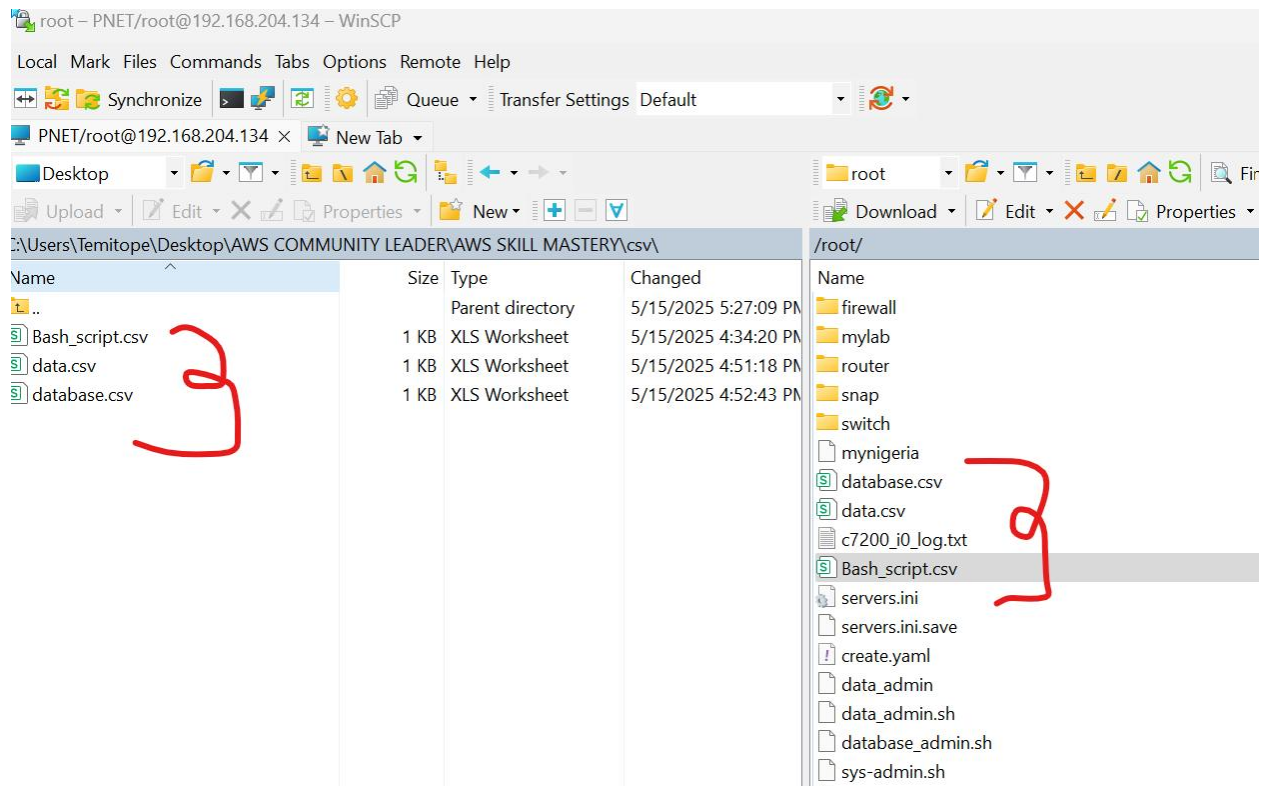 root – PNET/root@192.168.204.134 – WinSCP
Local Mark Files Commands Tabs Options Remote Help
Synchronize Queue Transfer Settings Default
PNET/root@192.168.204.134 × New Tab
Desktop root Fin
Upload Edit Properties New Download Edit Properties
C:\Users\Temitope\Desktop\AWS COMMUNITY LEADER\AWS SKILL MASTERY\csv\ /root/
Name Size Type Changed Name
.. Parent directory 5/15/2025 5:27:09 PM firewall
Bash_script.csv 1 KB XLS Worksheet 5/15/2025 4:34:20 PM mylab
data.csv 1 KB XLS Worksheet 5/15/2025 4:51:18 PM router
database.csv 1 KB XLS Worksheet 5/15/2025 4:52:43 PM snap
switch
mynigeria
database.csv
data.csv
c7200_i0_log.txt
Bash_script.csv
servers.ini
servers.ini.save
create.yaml
data_admin
data_admin.sh
database_admin.sh
sys-admin.sh